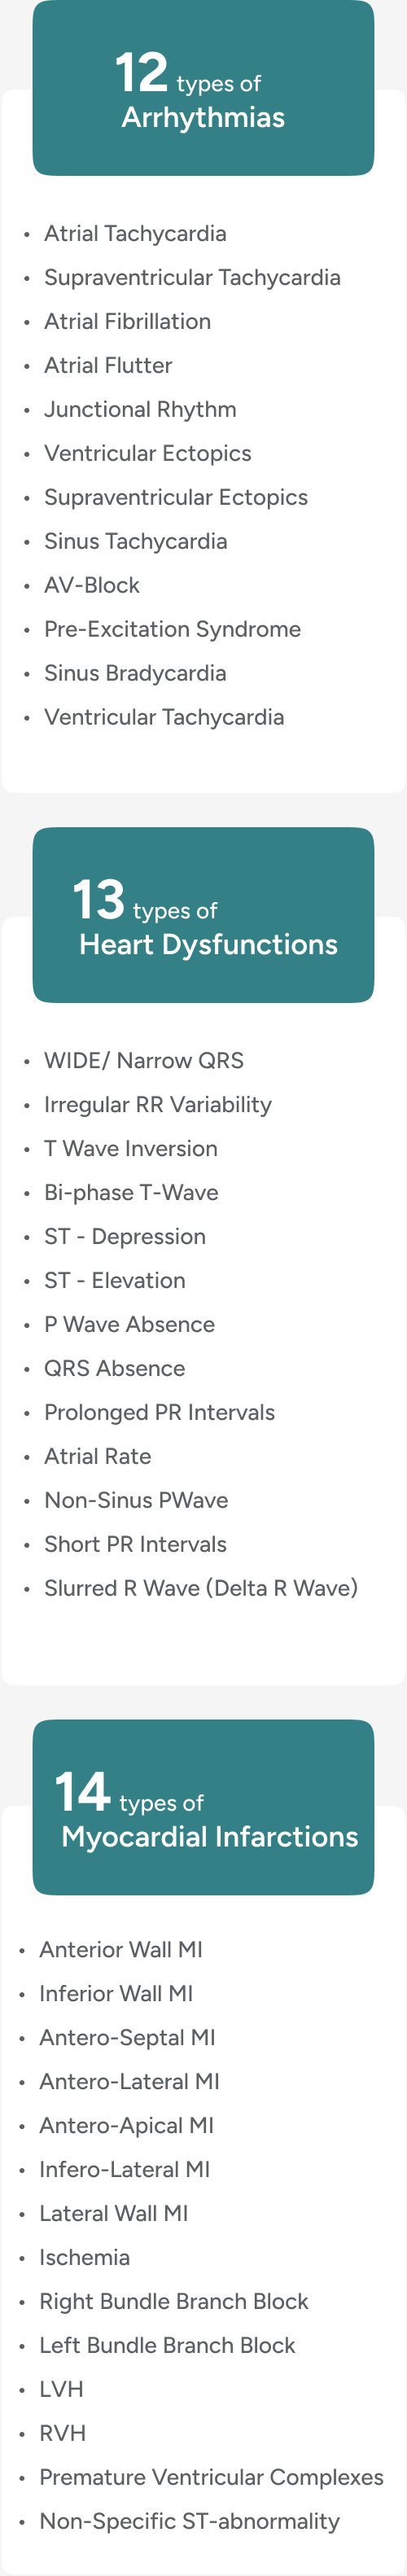 12 types of
Arrhythmias
• Atrial Tachycardia
• Supraventricular Tachycardia
• Atrial Fibrillation
• Atrial Flutter
• Junctional Rhythm
• Ventricular Ectopics
• Supraventricular Ectopics
• Sinus Tachycardia
• AV-Block
• Pre-Excitation Syndrome
• Sinus Bradycardia
• Ventricular Tachycardia
13 types of
Heart Dysfunctions
• WIDE/ Narrow QRS
• Irregular RR Variability
• T Wave Inversion
• Bi-phase T-Wave
• ST - Depression
• ST - Elevation
• P Wave Absence
• QRS Absence
• Prolonged PR Intervals
• Atrial Rate
• Non-Sinus PWave
• Short PR Intervals
• Slurred R Wave (Delta R Wave)
14 types of
Myocardial Infarctions
• Anterior Wall MI
• Inferior Wall MI
• Antero-Septal MI
• Antero-Lateral MI
• Antero-Apical MI
• Infero-Lateral MI
• Lateral Wall MI
• Ischemia
• Right Bundle Branch Block
• Left Bundle Branch Block
• LVH
• RVH
• Premature Ventricular Complexes
• Non-Specific ST-abnormality